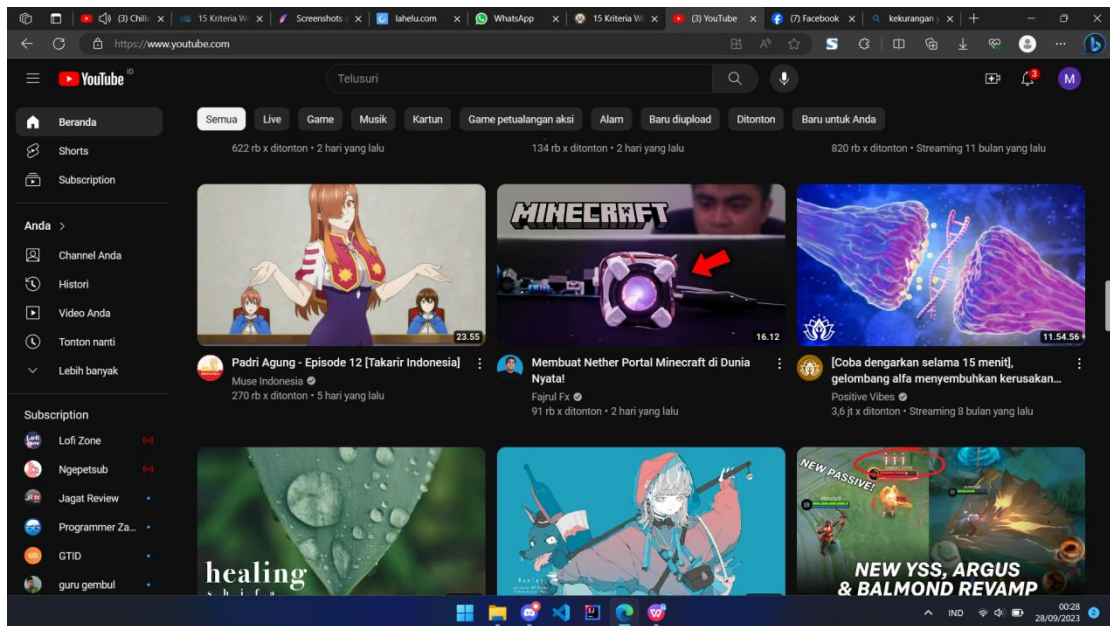 (3) Chillo
15 Kriteria W
Screenshots
lahelu.com
WhatsApp
15 Kriteria W
(3) YouTube
(7) Facebook
kekurangan
https://www.youtube.com
YouTube ID
Telusuri
3
M
Beranda
Shorts
Subscription
Anda
Channel Anda
Histori
Video Anda
Tonton nanti
Lebih banyak
Subscription
Lofi Zone
Ngepetsub
Jagat Review
Programmer Za...
GTID
guru gembul
Semua Live Game Musik Kartun Game petualangan aksi Alam Baru diupload Ditonton Baru untuk Anda
622 rb x ditonton • 2 hari yang lalu
134 rb x ditonton • 2 hari yang lalu
820 rb x ditonton • Streaming 11 bulan yang lalu
23.55
Padri Agung - Episode 12 [Takarir Indonesia]
Muse Indonesia
270 rb x ditonton • 5 hari yang lalu
MINECRAFT
16.12
Membuat Nether Portal Minecraft di Dunia
Nyata!
Fajrul Fx
91 rb x ditonton • 2 hari yang lalu
11.54.56
[Coba dengarkan selama 15 menit],
gelombang alfa menyembuhkan kerusakan...
Positive Vibes
3,6 jt x ditonton • Streaming 8 bulan yang lalu
healing
shifa
NEW PASSIVE!
NEW YSS, ARGUS
& BALMOND REVAMP
IND
00:28
28/09/2023
2